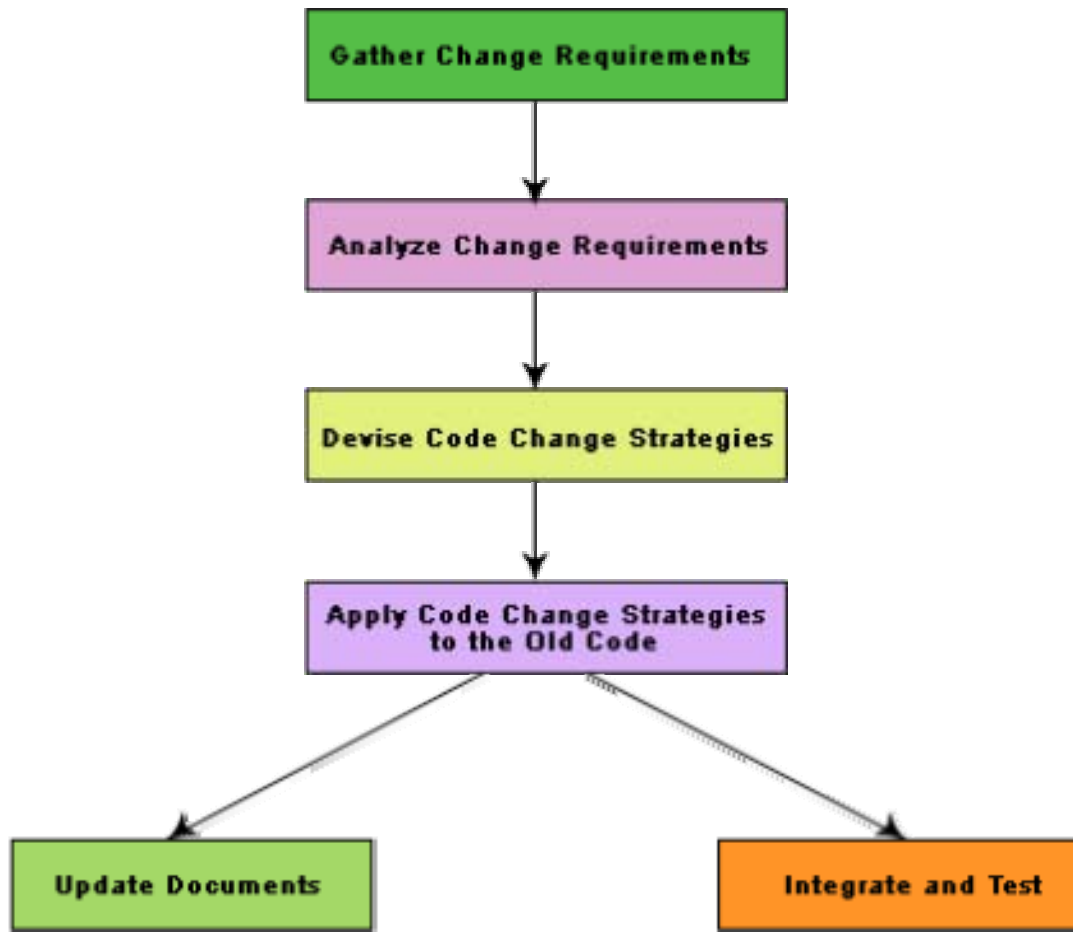 Gather Change Requirements
Analyze Change Requirements
Devise Code Change Strategies
Apply Code Change Strategies
to the Old Code
Update Documents
Integrate and Test